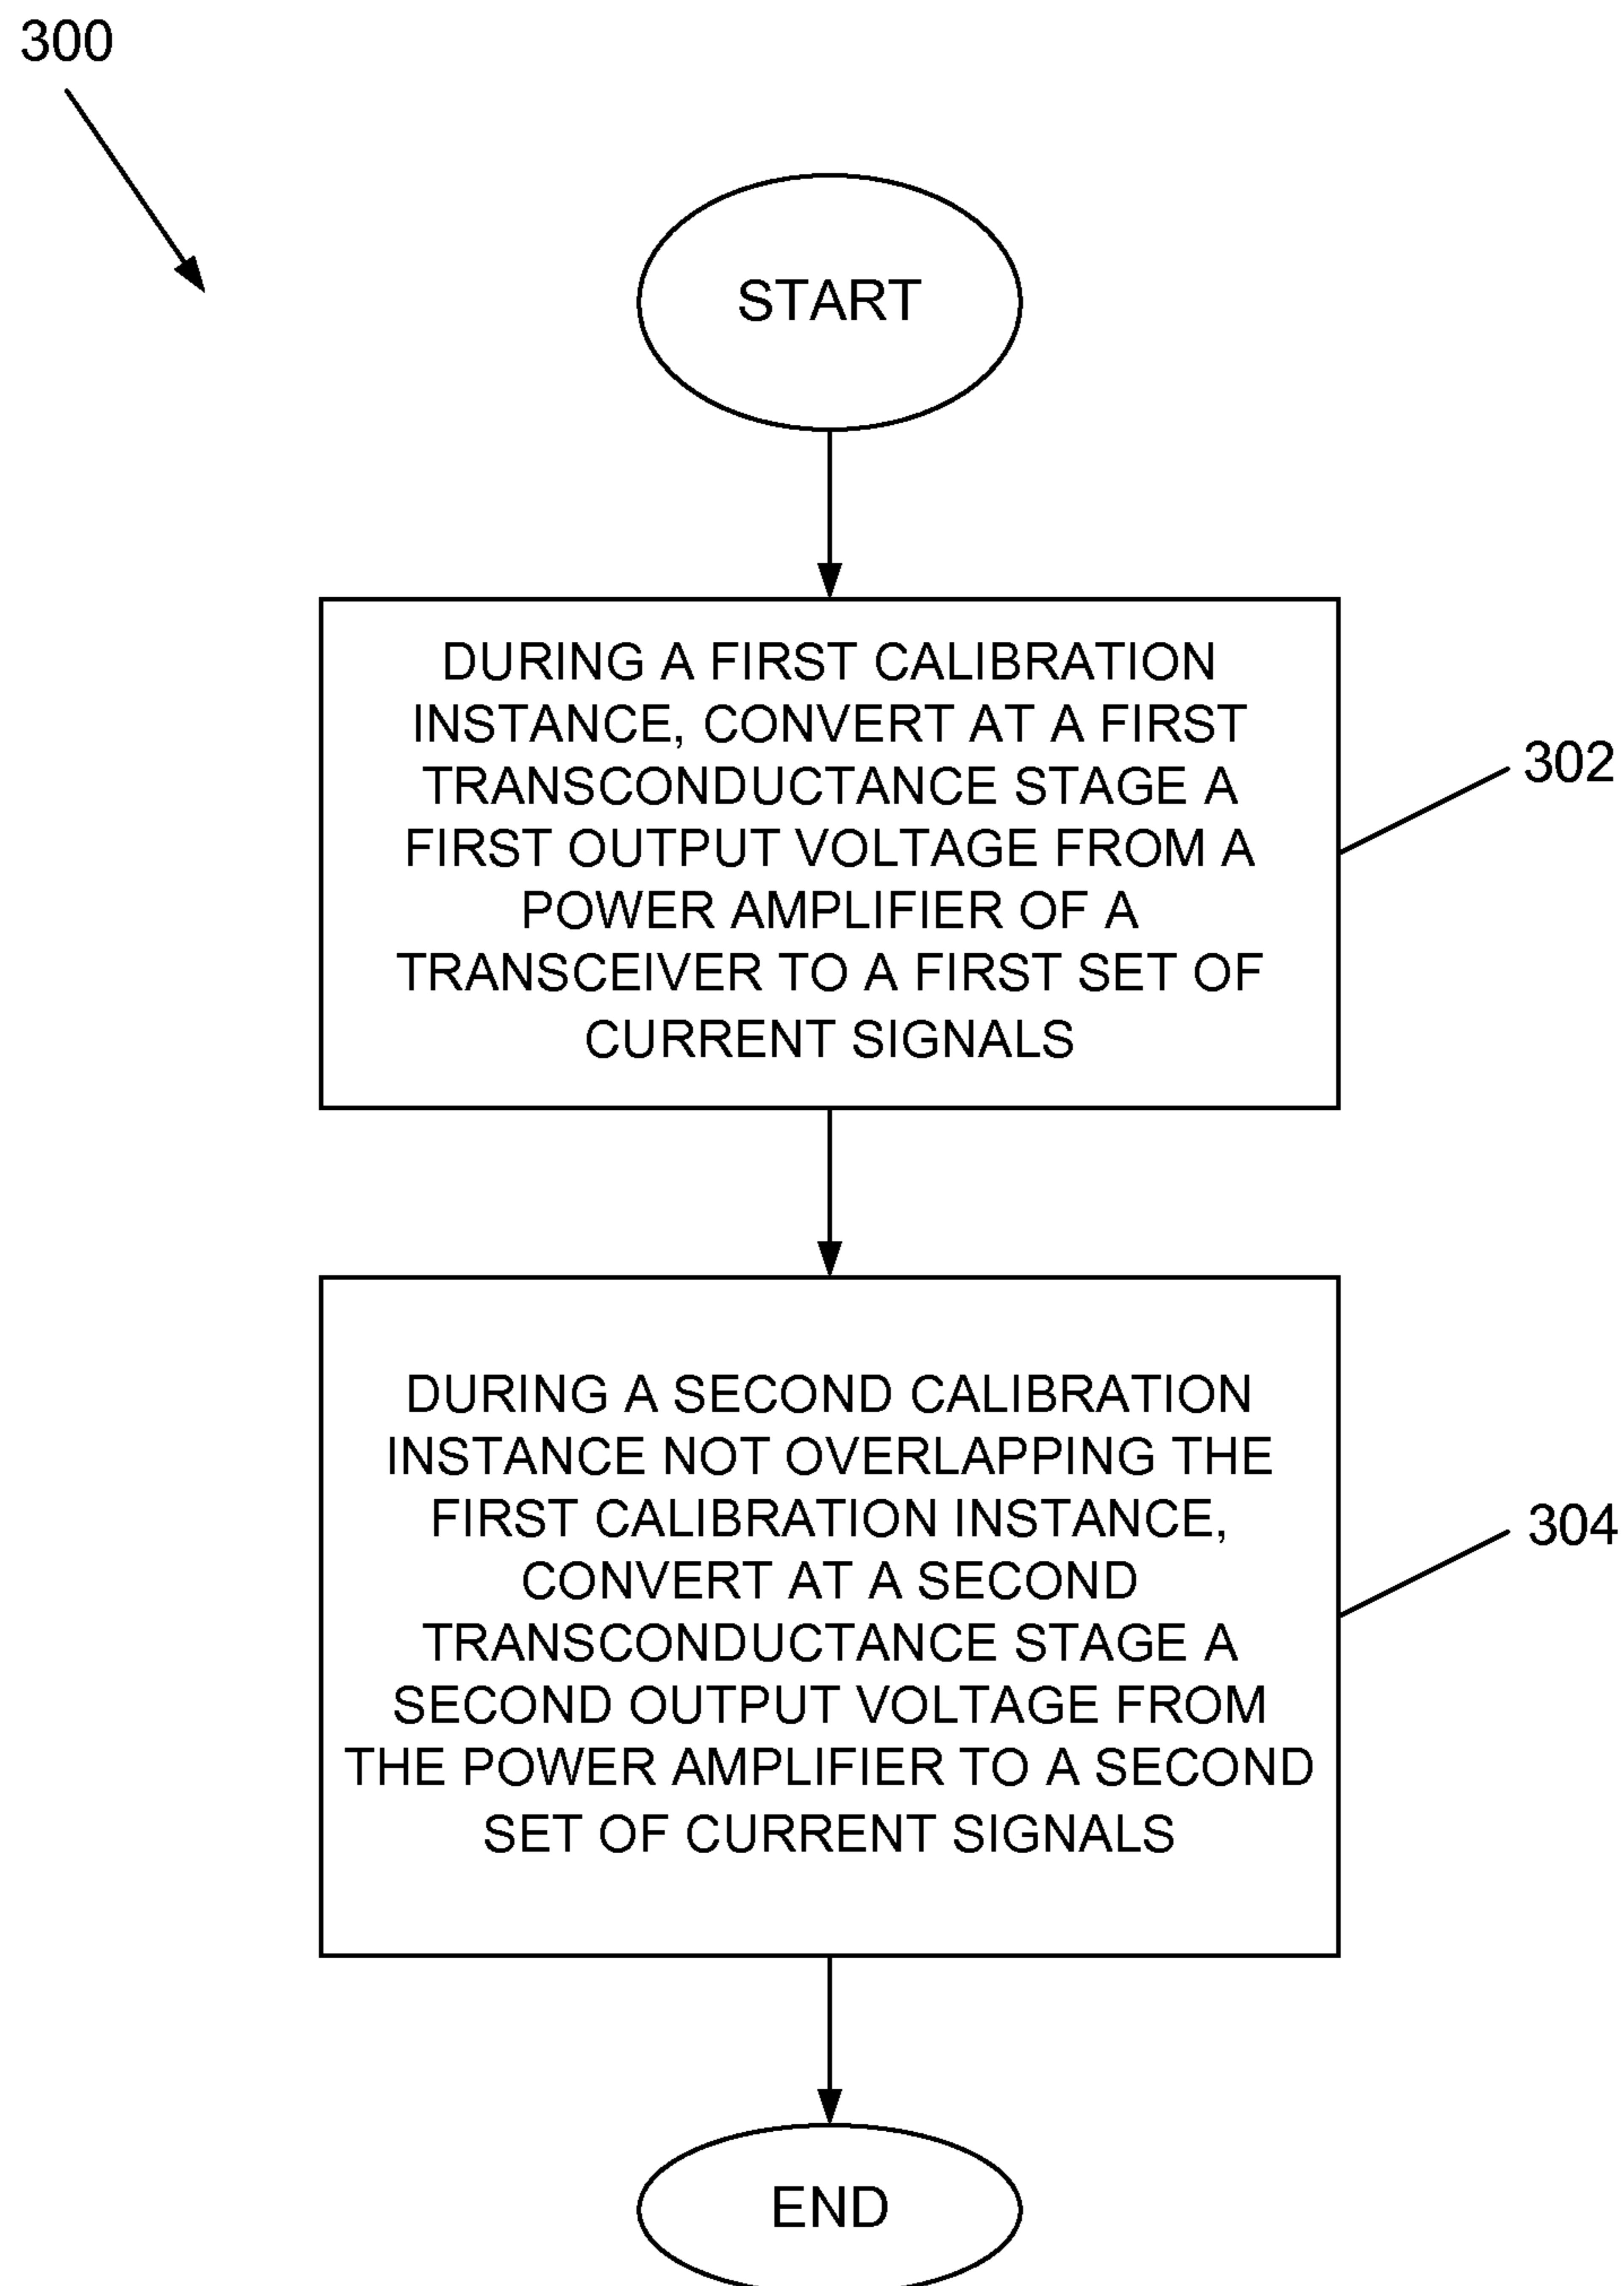 300
START
DURING A FIRST CALIBRATION
INSTANCE, CONVERT AT A FIRST
TRANSCONDUCTANCE STAGE A
FIRST OUTPUT VOLTAGE FROM A
POWER AMPLIFIER OF A
TRANSCEIVER TO A FIRST SET OF
CURRENT SIGNALS
302
DURING A SECOND CALIBRATION
INSTANCE NOT OVERLAPPING THE
FIRST CALIBRATION INSTANCE,
CONVERT AT A SECOND
TRANSCONDUCTANCE STAGE A
SECOND OUTPUT VOLTAGE FROM
THE POWER AMPLIFIER TO A SECOND
SET OF CURRENT SIGNALS
304
END